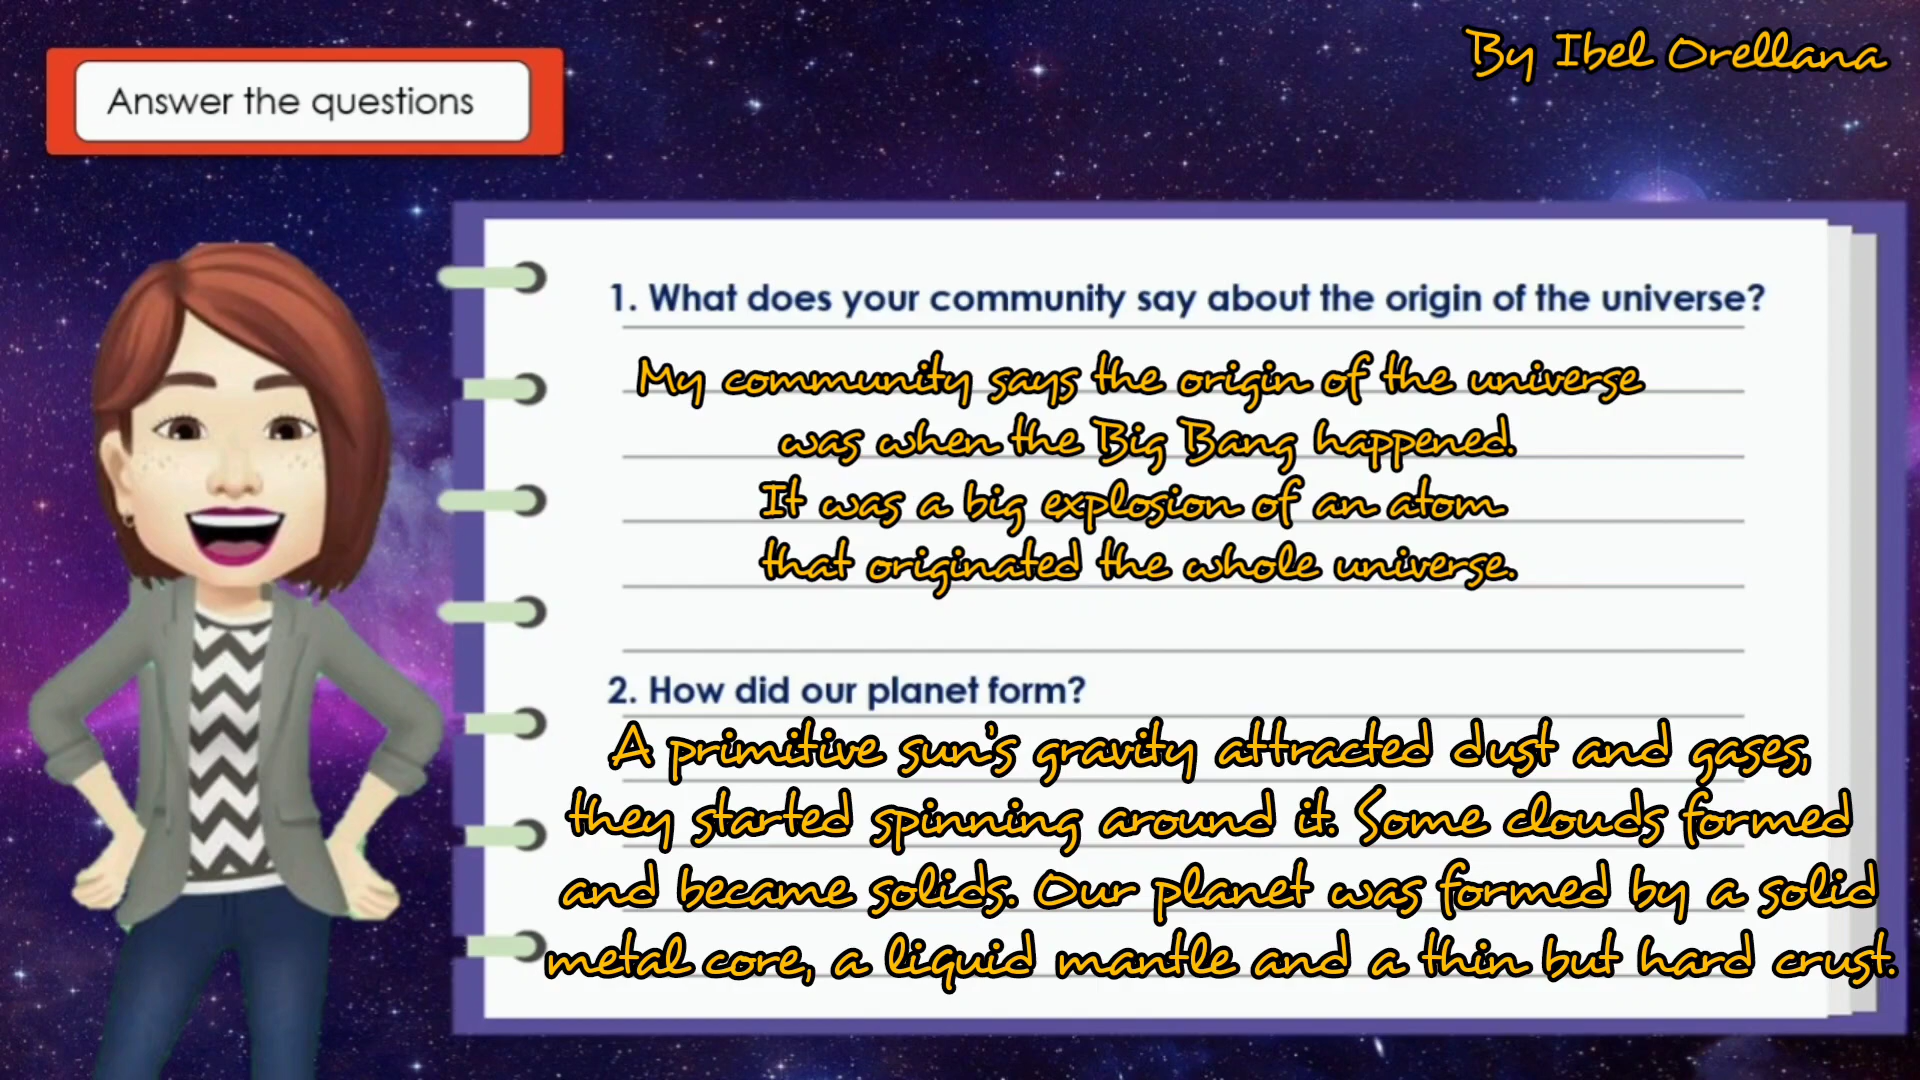 By Ibel Orellana
Answer the questions
1. What does your community say about the origin of the universe?
My community says the origin of the universe
was when the Big Bang happened.
It was a big explosion of an atom
that originated the whole universe.
2. How did our planet form?
A primitive sun's gravity attracted dust and gases,
they started spinning around it. Some clouds formed
and became solids. Our planet was formed by a solid
metal core, a liquid mantle and a thin but hard crust.